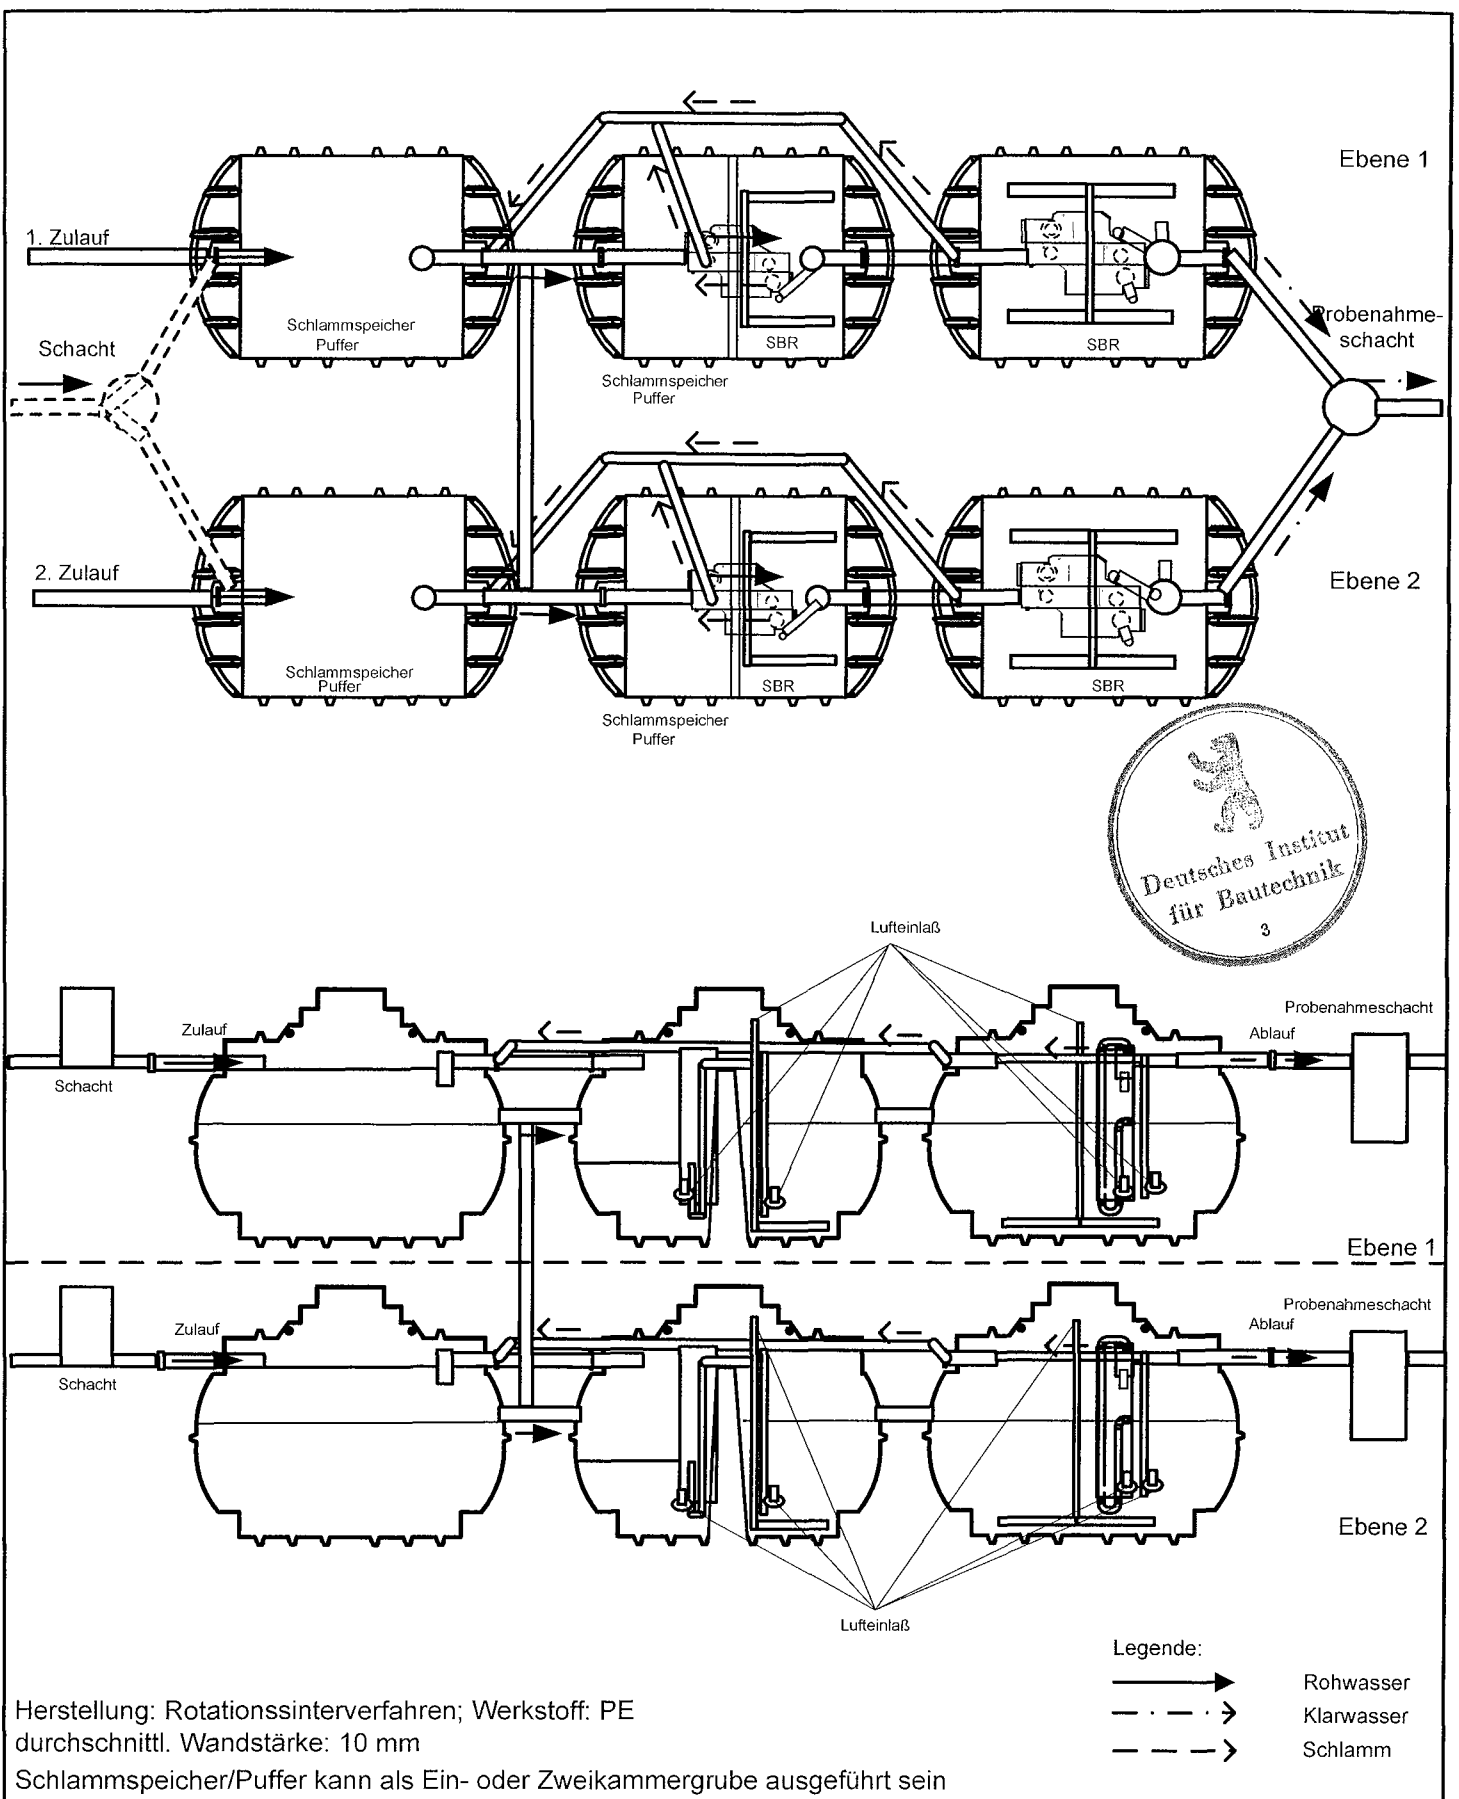 Ebene 1
1. Zulauf
Schlammspeicher
Puffer
SBR
SBR
Probenahme-
schacht
Schacht
Schlammspeicher
Puffer
2. Zulauf
Ebene 2
Schlammspeicher
Puffer
SBR
SBR
Schlammspeicher
Puffer
Deutsches Institut
für Bautechnik
3
Lufteinlaß
Zulauf
Schacht
Ablauf
Probenahmeschacht
Ebene 1
Zulauf
Schacht
Probenahmeschacht
Ablauf
Ebene 2
Lufteinlaß
Legende:
Rohwasser
Klarwasser
Schlamm
Herstellung: Rotationssinterverfahren; Werkstoff: PE
durchschnittl. Wandstärke: 10 mm
Schlammspeicher/Puffer kann als Ein- oder Zweikammergrube ausgeführt sein